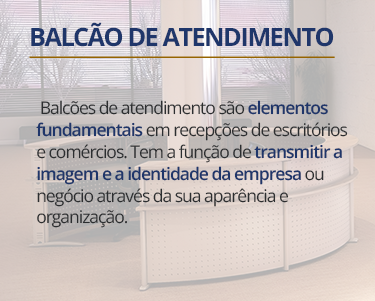 BALCÃO DE ATENDIMENTO
Balcões de atendimento são elementos
fundamentais em recepções de escritórios
e comércios. Tem a função de transmitir a
imagem e a identidade da empresa ou
negócio através da sua aparência e
organização.